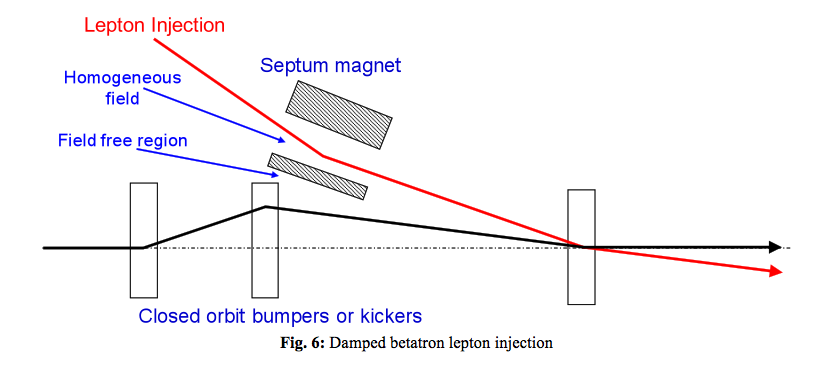 Lepton Injection
Septum magnet
Homogeneous
field
Field free region
Closed orbit bumpers or kickers
Fig. 6: Damped betatron lepton injection